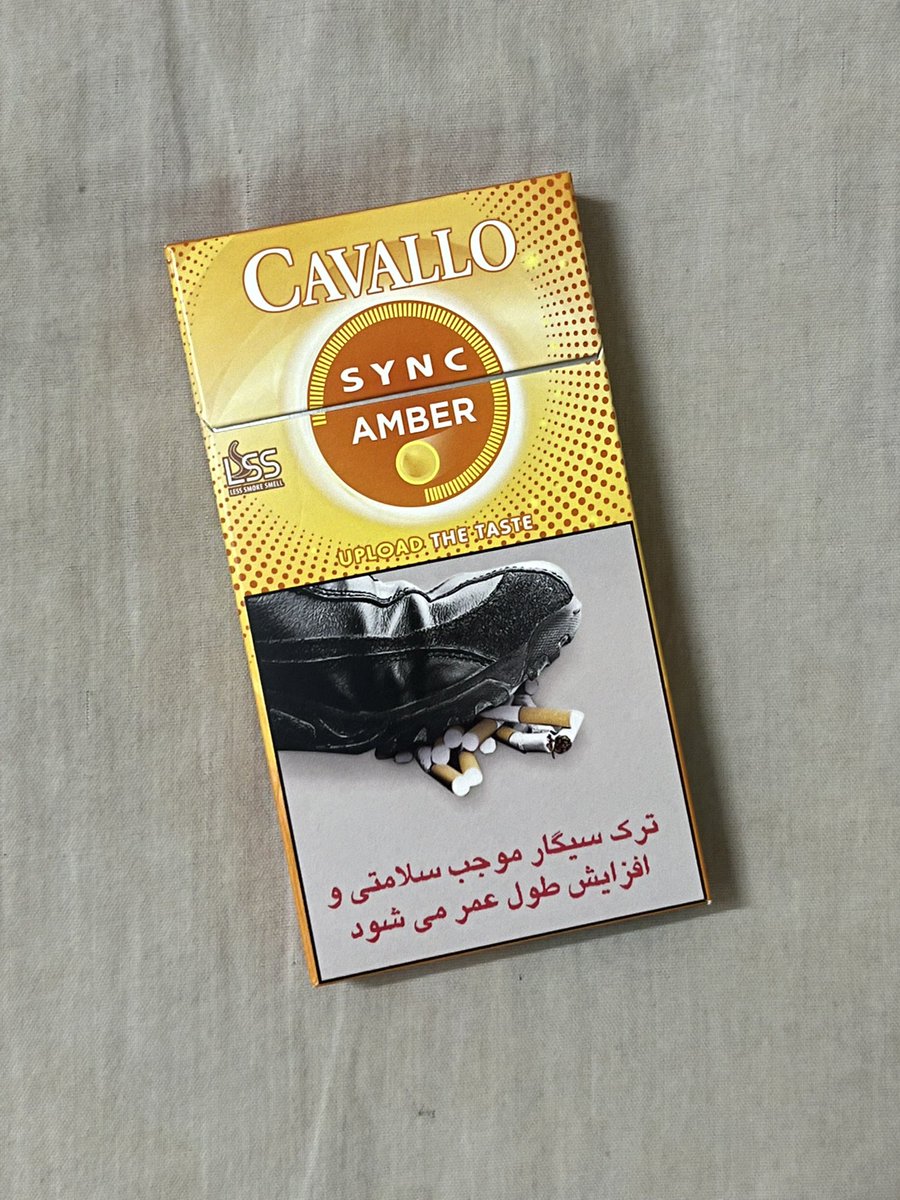 CAVALLO
SYNC
AMBER
LSS
LESS SMOKE SMELL
UPLOAD THE TASTE
ترک سیگار موجب سلامتی و
افزایش طول عمر می شود